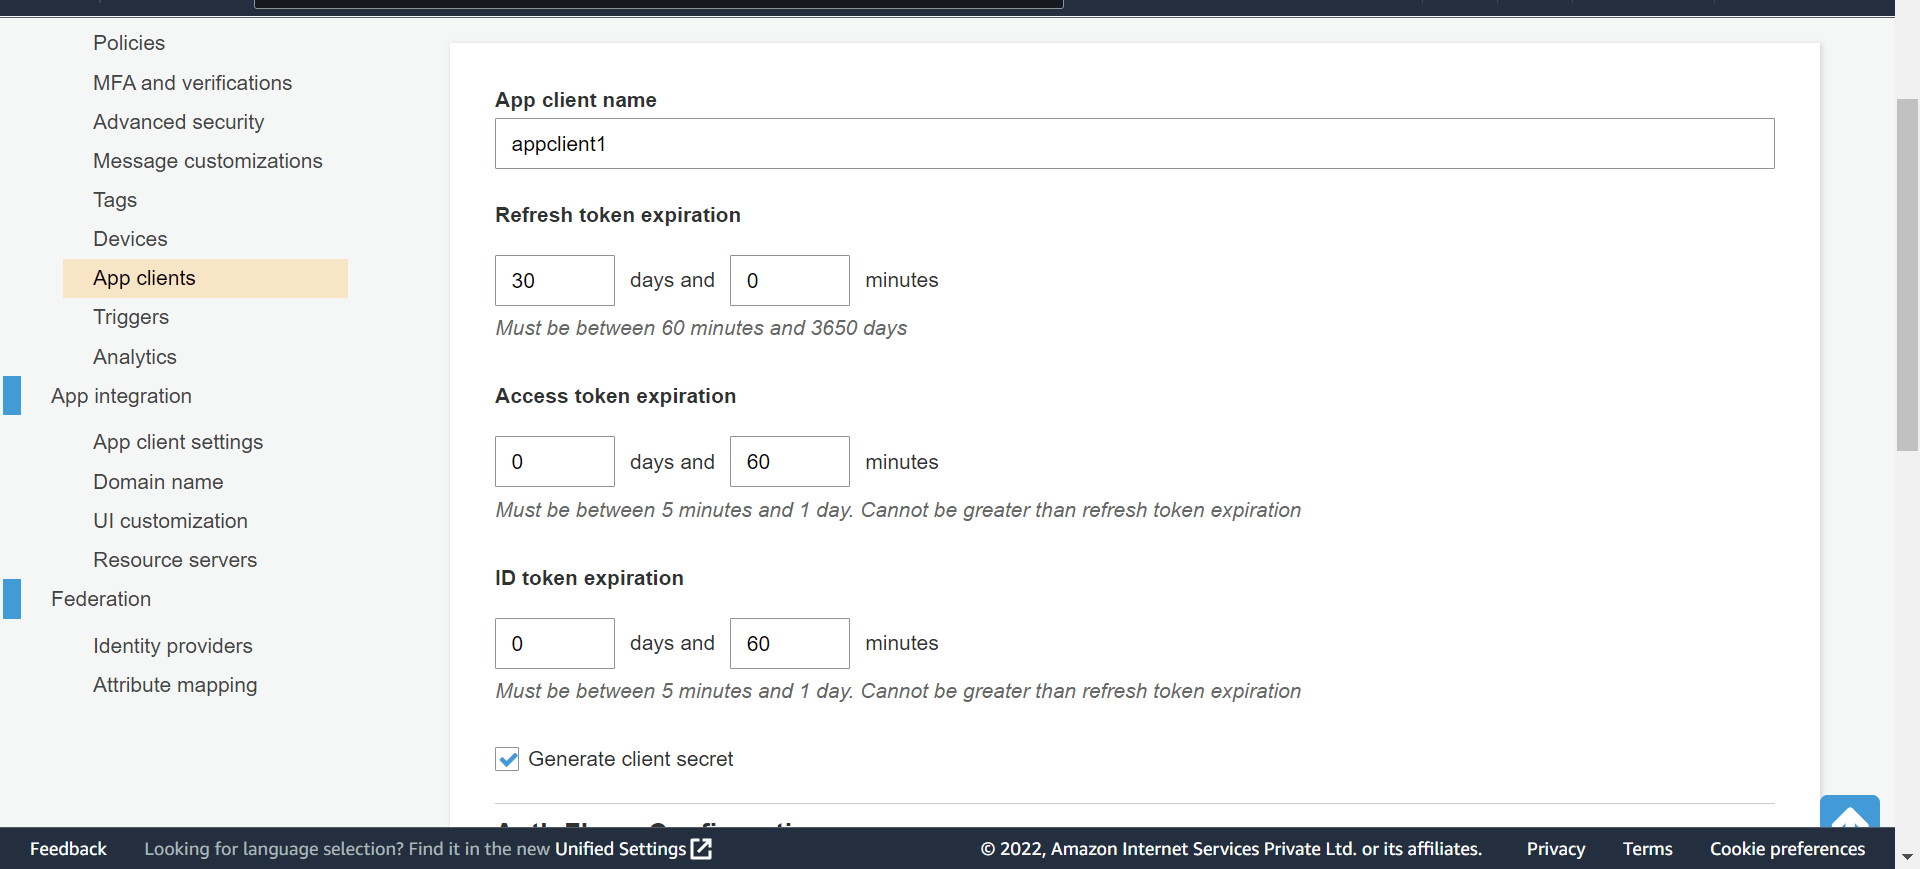 Policies
MFA and verifications
Advanced security
Message customizations
Tags
Devices
App clients
Triggers
Analytics
App integration
App client settings
Domain name
UI customization
Resource servers
Federation
Identity providers
Attribute mapping
App client name
appclient1
Refresh token expiration
30 days and 0 minutes
Must be between 60 minutes and 3650 days
Access token expiration
0 days and 60 minutes
Must be between 5 minutes and 1 day. Cannot be greater than refresh token expiration
ID token expiration
0 days and 60 minutes
Must be between 5 minutes and 1 day. Cannot be greater than refresh token expiration
Generate client secret
Feedback Looking for language selection? Find it in the new Unified Settings © 2022, Amazon Internet Services Private Ltd. or its affiliates. Privacy Terms Cookie preferences